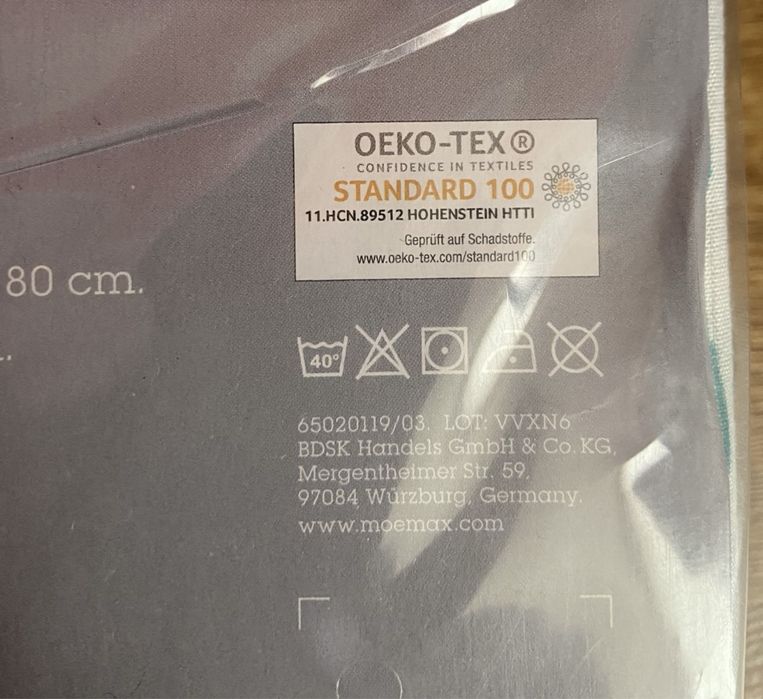 OEKO-TEX®
CONFIDENCE IN TEXTILES
STANDARD 100
11.HCN.89512 HOHENSTEIN HTTI
Geprüft auf Schadstoffe.
www.oeko-tex.com/standard100
80 cm.
40°
65020119/03. LOT: VVXN6
BDSK Handels GmbH & Co. KG,
Mergentheimer Str. 59,
97084 Würzburg, Germany.
www.moemax.com